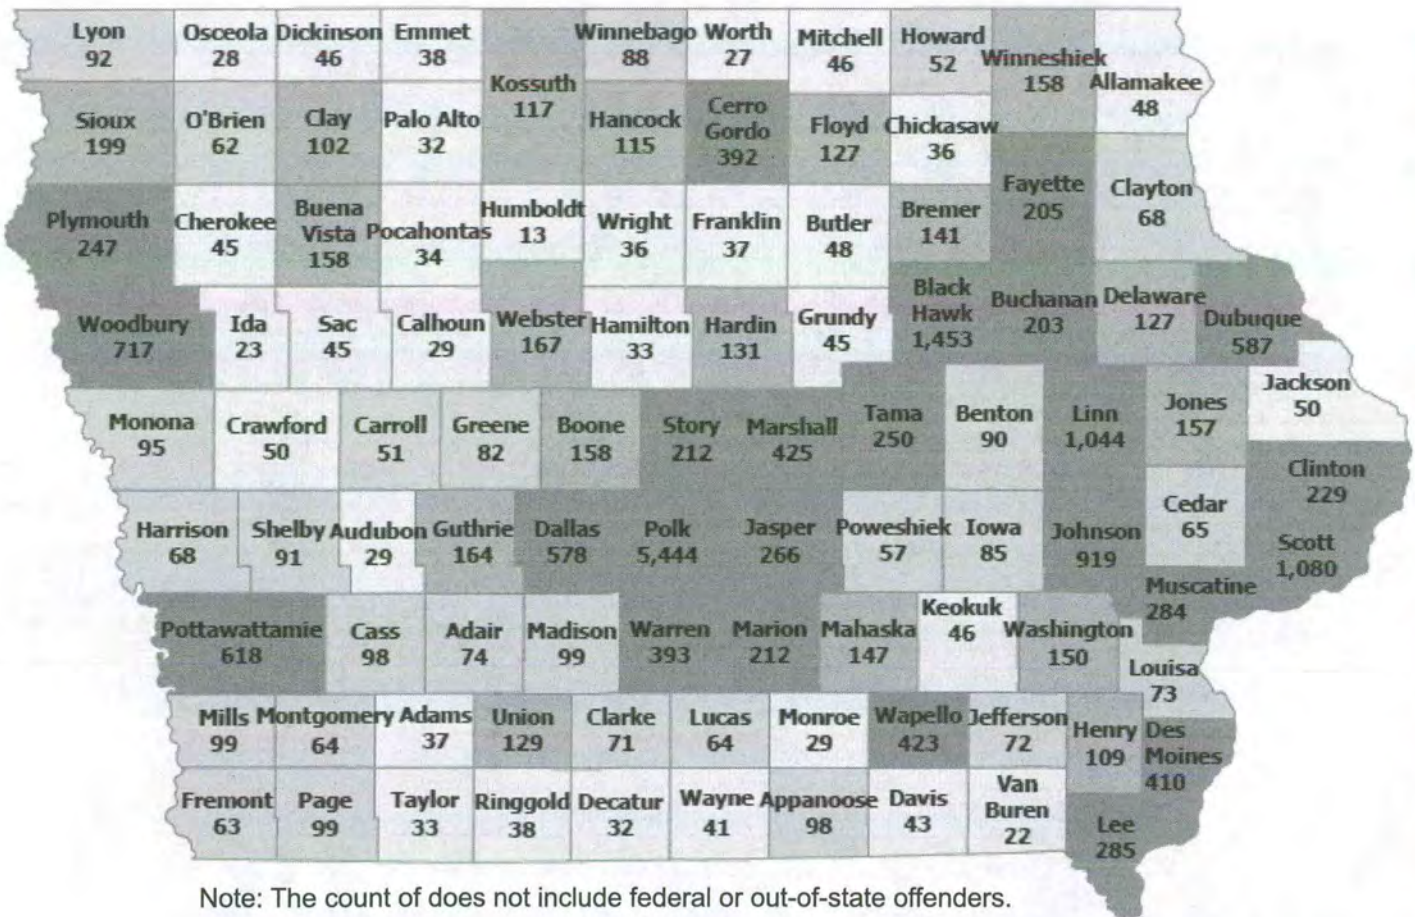 Lyon
92
Osceola
28
Dickinson
46
Emmet
38
Kossuth
117
Winnebago
88
Worth
27
Mitchell
46
Howard
52
Winneshiek
158
Allamakee
48
Sioux
199
O'Brien
62
Clay
102
Palo Alto
32
Hancock
115
Cerro
Gordo
392
Floyd
127
Chickasaw
36
Fayette
205
Clayton
68
Plymouth
247
Cherokee
45
Buena
Vista
158
Pocahontas
34
Humboldt
13
Wright
36
Franklin
37
Butler
48
Bremer
141
Woodbury
717
Ida
23
Sac
45
Calhoun
29
Webster
167
Hamilton
33
Hardin
131
Grundy
45
Black
Hawk
1,453
Buchanan
203
Delaware
127
Dubuque
587
Monona
95
Crawford
50
Carroll
51
Greene
82
Boone
158
Story
212
Marshall
425
Tama
250
Benton
90
Linn
1,044
Jones
157
Jackson
50
Clinton
229
Harrison
68
Shelby
91
Audubon
29
Guthrie
164
Dallas
578
Polk
5,444
Jasper
266
Poweshiek
57
Iowa
85
Johnson
919
Cedar
65
Scott
1,080
Muscatine
284
Pottawattamie
618
Cass
98
Adair
74
Madison
99
Warren
393
Marion
212
Mahaska
147
Keokuk
46
Washington
150
Louisa
73
Mills
99
Montgomery
64
Adams
37
Union
129
Clarke
71
Lucas
64
Monroe
29
Wapello
423
Jefferson
72
Henry
109
Des
Moines
410
Fremont
63
Page
99
Taylor
33
Ringgold
38
Decatur
32
Wayne
41
Appanoose
98
Davis
43
Van
Buren
22
Lee
285
Note: The count of does not include federal or out-of-state offenders.